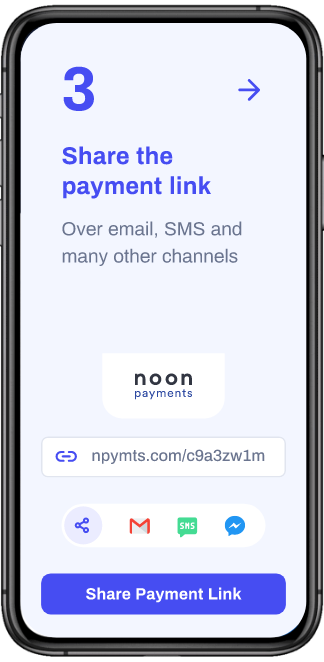 3
Share the
payment link
Over email, SMS and
many other channels
noon
payments
npymts.com/c9a3zw1m
SMS
Share Payment Link